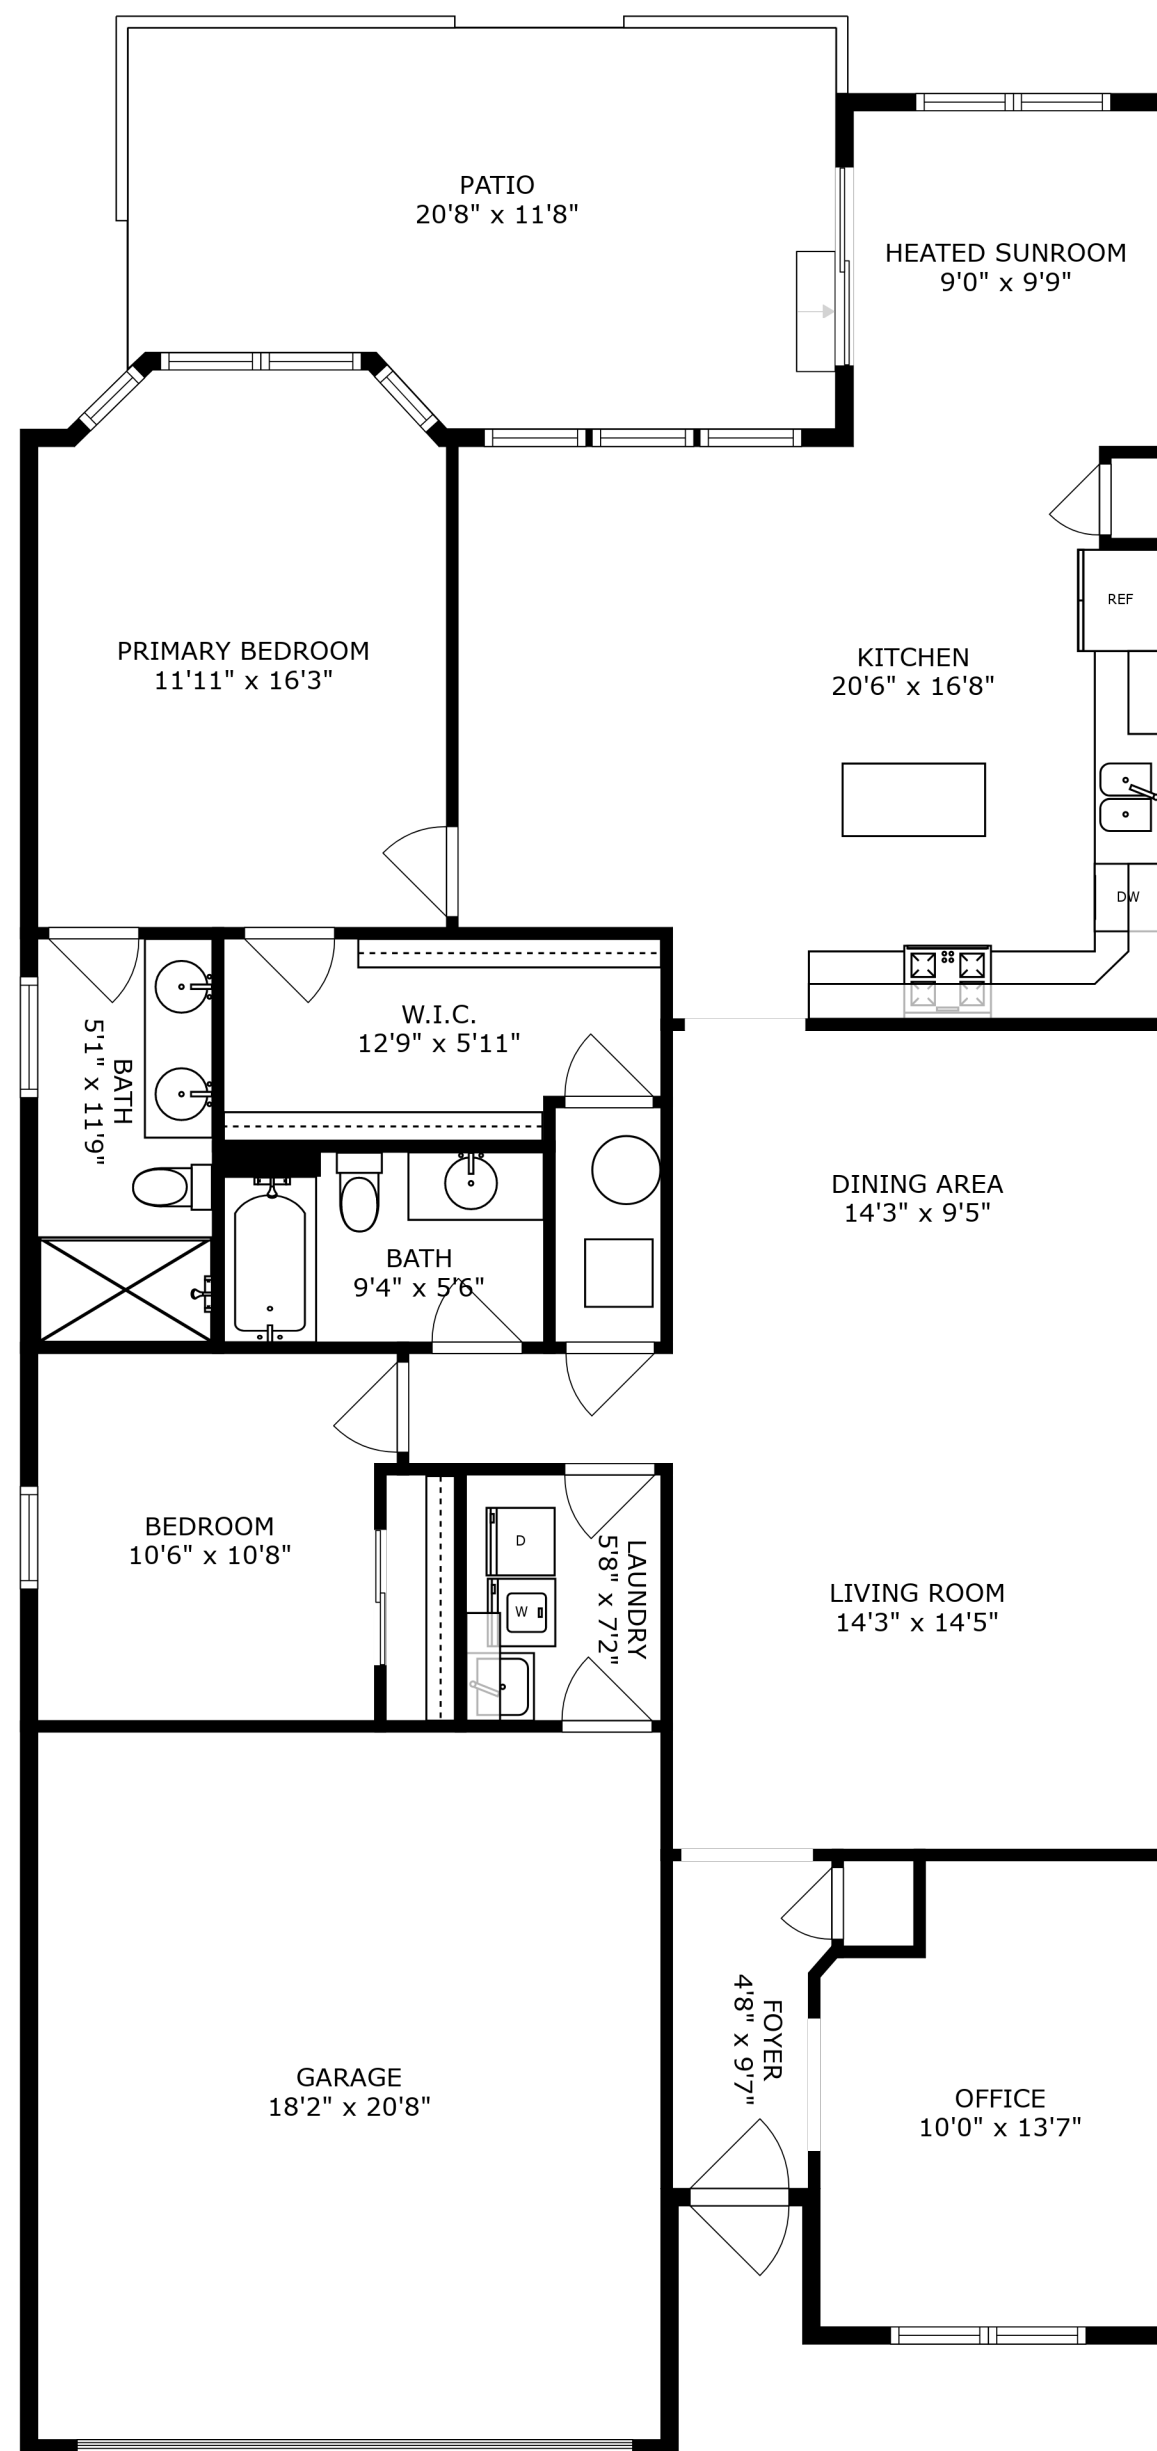 PATIO
20'8" x 11'8"
HEATED SUNROOM
9'0" x 9'9"
REF
PRIMARY BEDROOM
11'11" x 16'3"
KITCHEN
20'6" x 16'8"
DW
W.I.C.
12'9" x 5'11"
BATH
5'1" x 11'9"
DINING AREA
14'3" x 9'5"
BATH
9'4" x 5'6"
BEDROOM
10'6" x 10'8"
D
W
LAUNDRY
5'8" x 7'2"
LIVING ROOM
14'3" x 14'5"
FOYER
4'8" x 9'7"
GARAGE
18'2" x 20'8"
OFFICE
10'0" x 13'7"